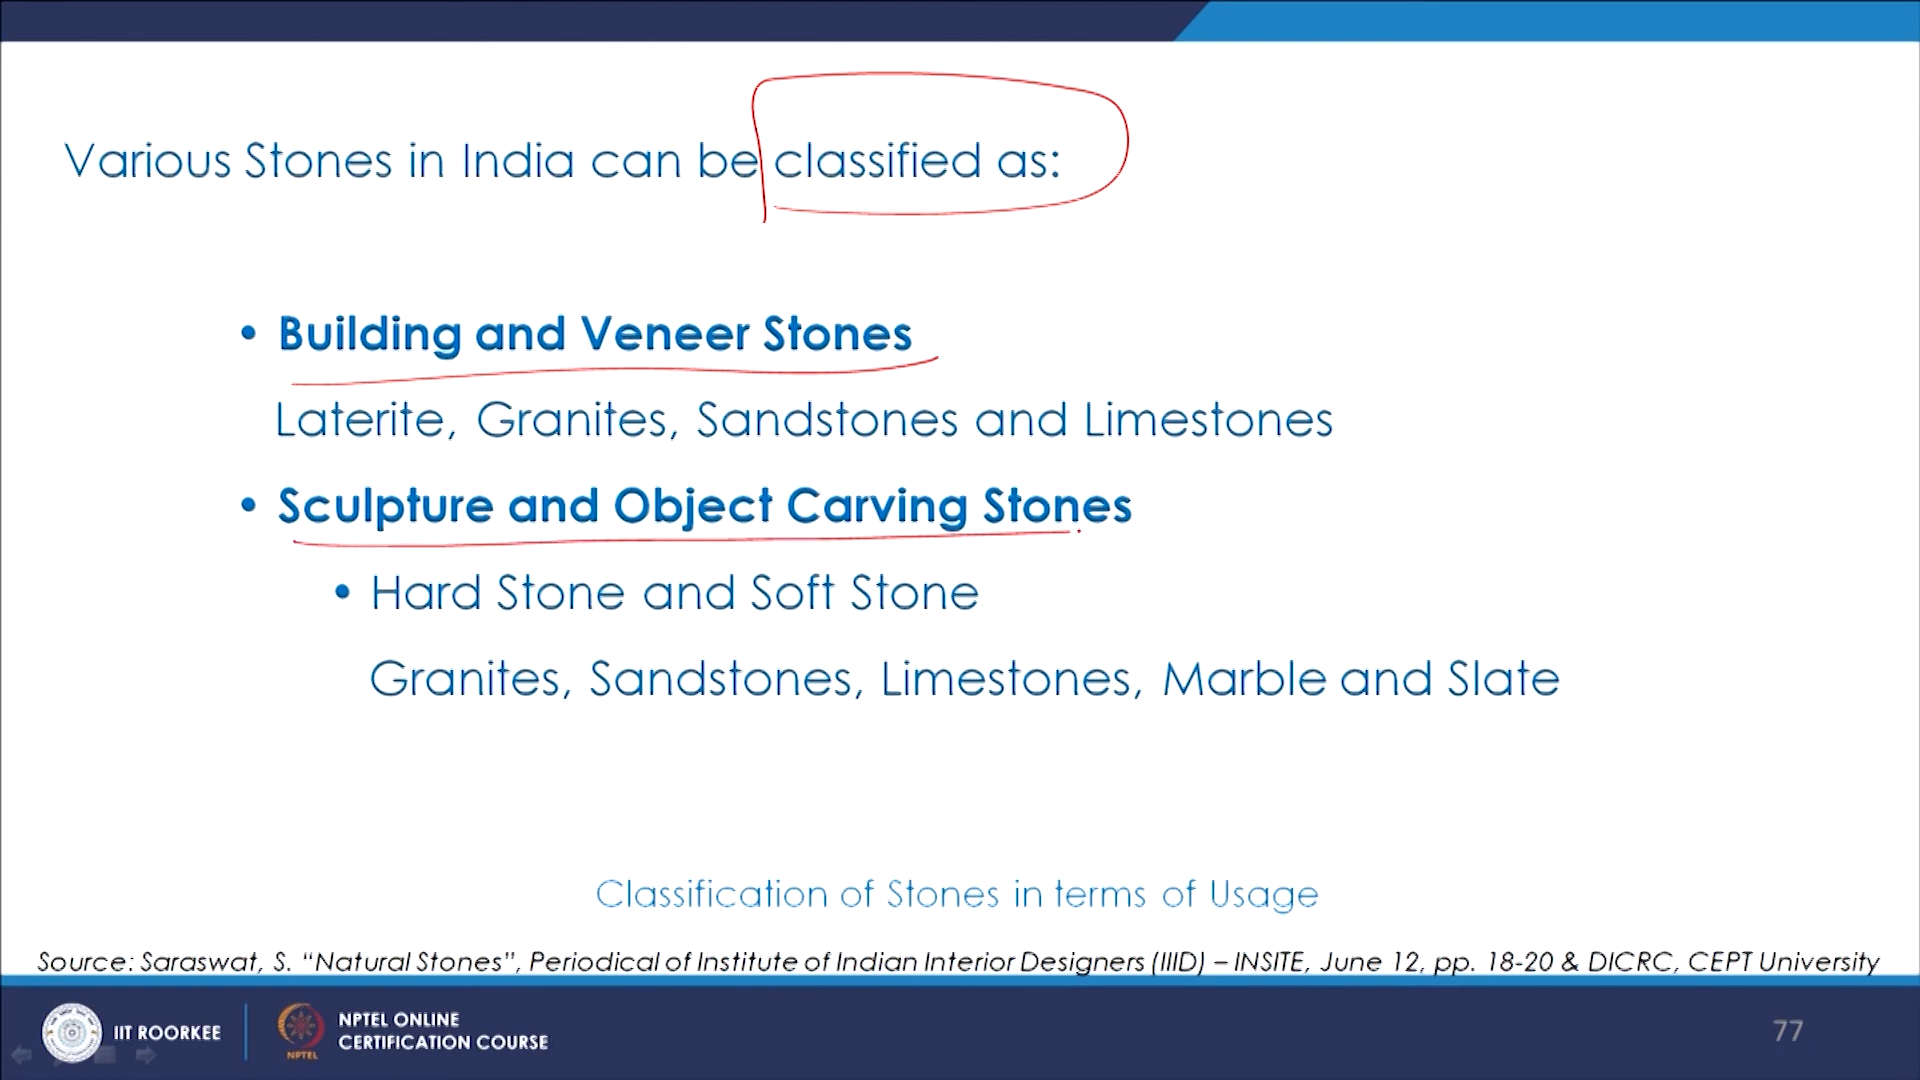 Various Stones in India can be classified as:
• Building and Veneer Stones
Laterite, Granites, Sandstones and Limestones
• Sculpture and Object Carving Stones
• Hard Stone and Soft Stone
Granites, Sandstones, Limestones, Marble and Slate
Classification of Stones in terms of Usage
Source: Saraswat, S. “Natural Stones”, Periodical of Institute of Indian Interior Designers (IIID) – INSITE, June 12, pp. 18-20 & DICRC, CEPT University
IIT ROORKEE
NPTEL
NPTEL ONLINE
CERTIFICATION COURSE
77